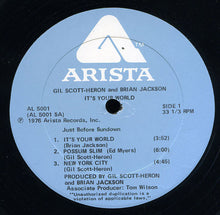 ARISTA
GIL SCOTT-HERON and BRIAN JACKSON
IT'S YOUR WORLD
AL 5001
(AL 5001 SA)
SIDE 1
33 1/3 RPM
℗ 1976 Arista Records, Inc.
Just Before Sundown
1. IT'S YOUR WORLD (3:52)
(Brian Jackson)
2. POSSUM SLIM (Ed Myers) (6:00)
(Gil Scott-Heron)
3. NEW YORK CITY (4:45)
(Gil Scott-Heron)
PRODUCED BY GIL SCOTT-HERON
and BRIAN JACKSON
Associate Producer: Tom Wilson
"Unauthorized duplication is a
violation of applicable laws."